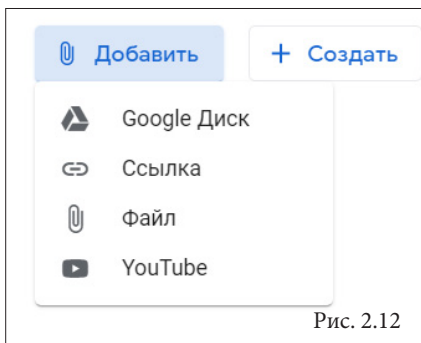 Добавить + Создать
Google Диск
Ссылка
Файл
YouTube
Рис. 2.12